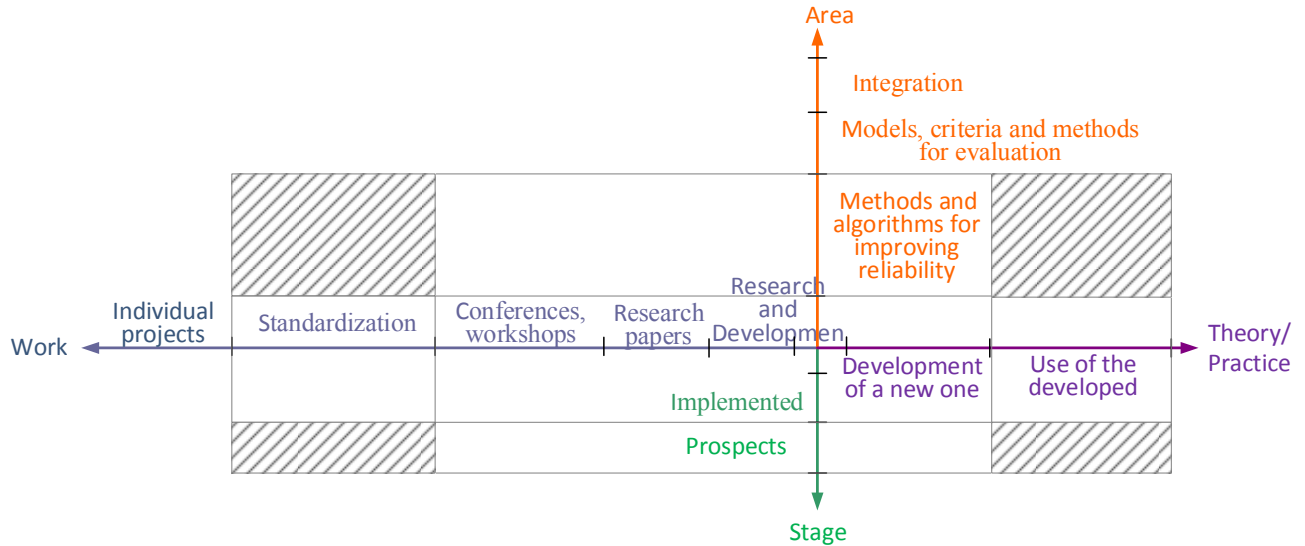 Area
Integration
Models, criteria and methods
for evaluation
Methods and
algorithms for
improving
reliability
Research
and
Developmen
Individual
projects
Standardization
Conferences,
workshops
Research
papers
Work
Theory/
Practice
Development
of a new one
Use of the
developed
Implemented
Prospects
Stage